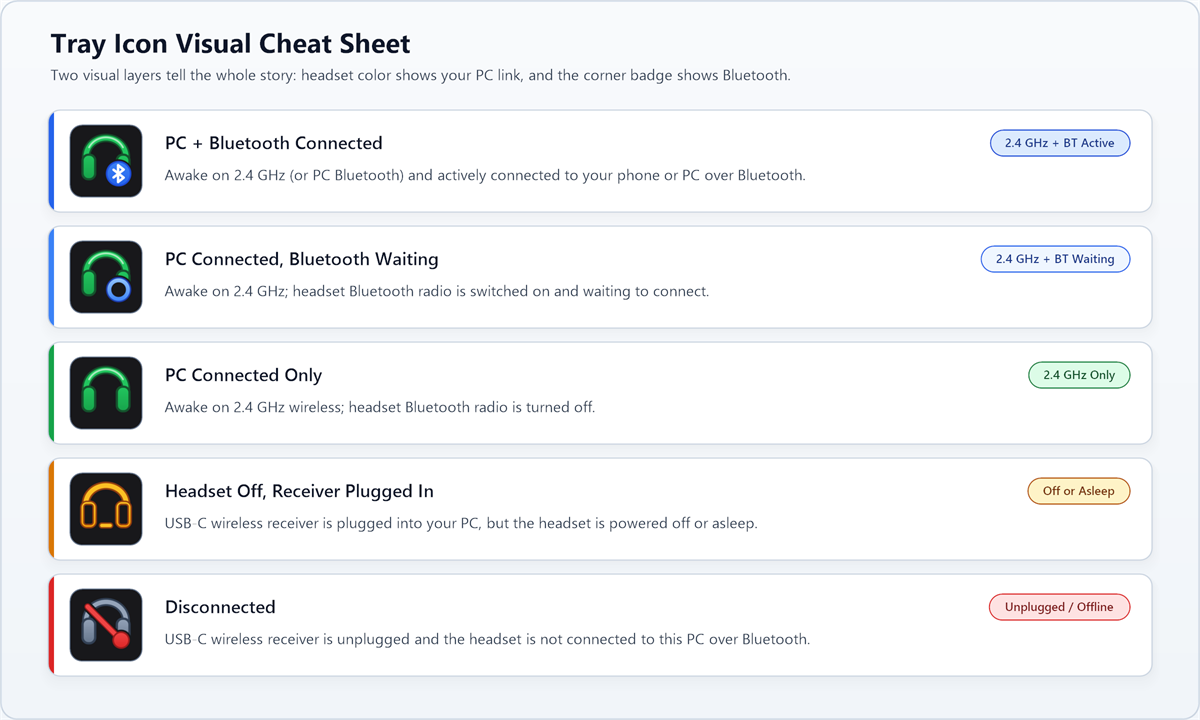 Tray Icon Visual Cheat Sheet
Two visual layers tell the whole story: headset color shows your PC link, and the corner badge shows Bluetooth.
PC + Bluetooth Connected
2.4 GHz + BT Active
Awake on 2.4 GHz (or PC Bluetooth) and actively connected to your phone or PC over Bluetooth.
PC Connected, Bluetooth Waiting
2.4 GHz + BT Waiting
Awake on 2.4 GHz; headset Bluetooth radio is switched on and waiting to connect.
PC Connected Only
2.4 GHz Only
Awake on 2.4 GHz wireless; headset Bluetooth radio is turned off.
Headset Off, Receiver Plugged In
Off or Asleep
USB-C wireless receiver is plugged into your PC, but the headset is powered off or asleep.
Disconnected
Unplugged / Offline
USB-C wireless receiver is unplugged and the headset is not connected to this PC over Bluetooth.